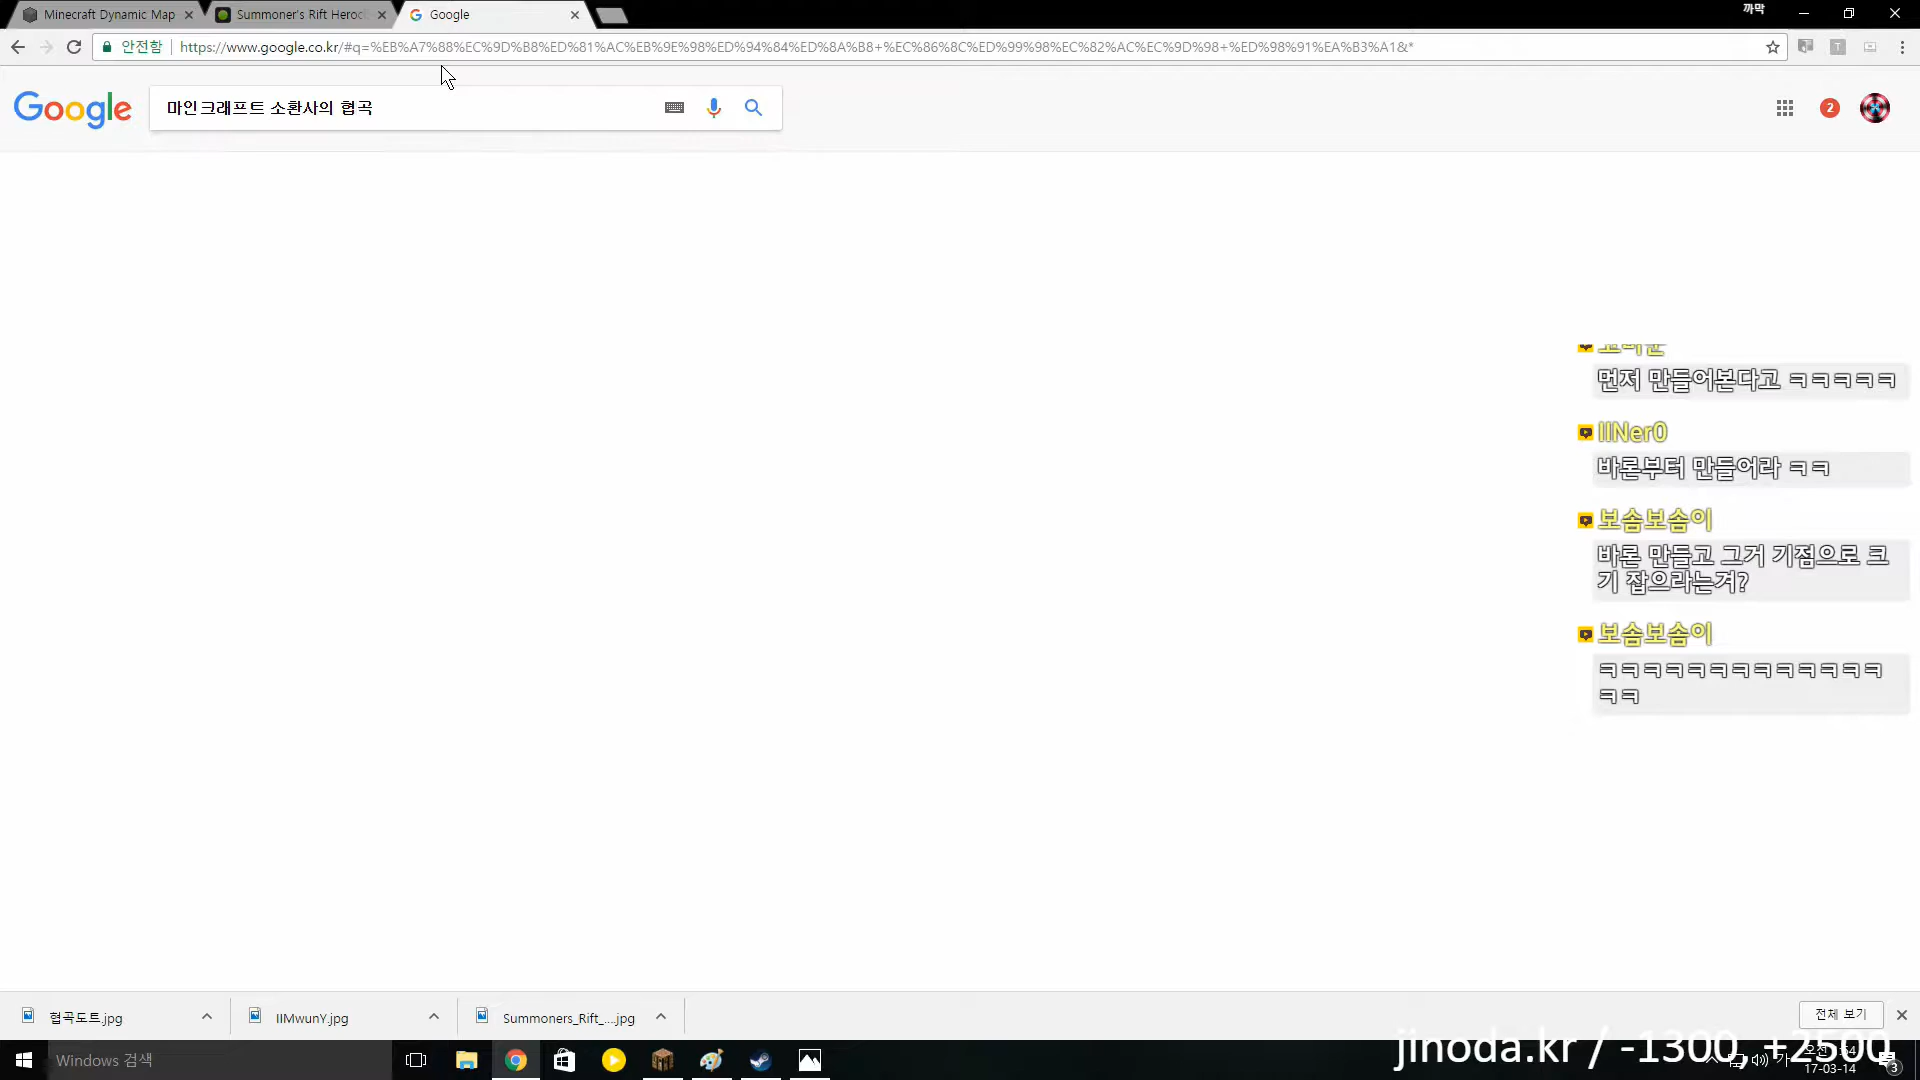 Minecraft Dynamic Map
Summoner's Rift Heroc
Google
까막
안전함
https://www.google.co.kr/#q=%EB%A7%88%EC%9D%B8%ED%81%AC%EB%9E%98%ED%94%84%ED%8A%B8+%EC%86%8C%ED%99%98%EC%82%AC%EC%9D%98+%ED%98%91%EA%B3%A1&*
Google
마인크래프트 소환사의 협곡
2
먼저 만들어본다고 ㅋㅋㅋㅋㅋ
IINer0
바론부터 만들어라 ㅋㅋ
보솜보솜이
바론 만들고 그거 기점으로 크
기 잡으라는겨?
보솜보솜이
ㅋㅋㅋㅋㅋㅋㅋㅋㅋㅋㅋㅋㅋ
ㅋㅋ
협곡도트.jpg
IIMwunY.jpg
Summoners_Rift_....jpg
전체 보기
jinoda.kr / -1300, +2500
Windows 검색
17-03-14
3